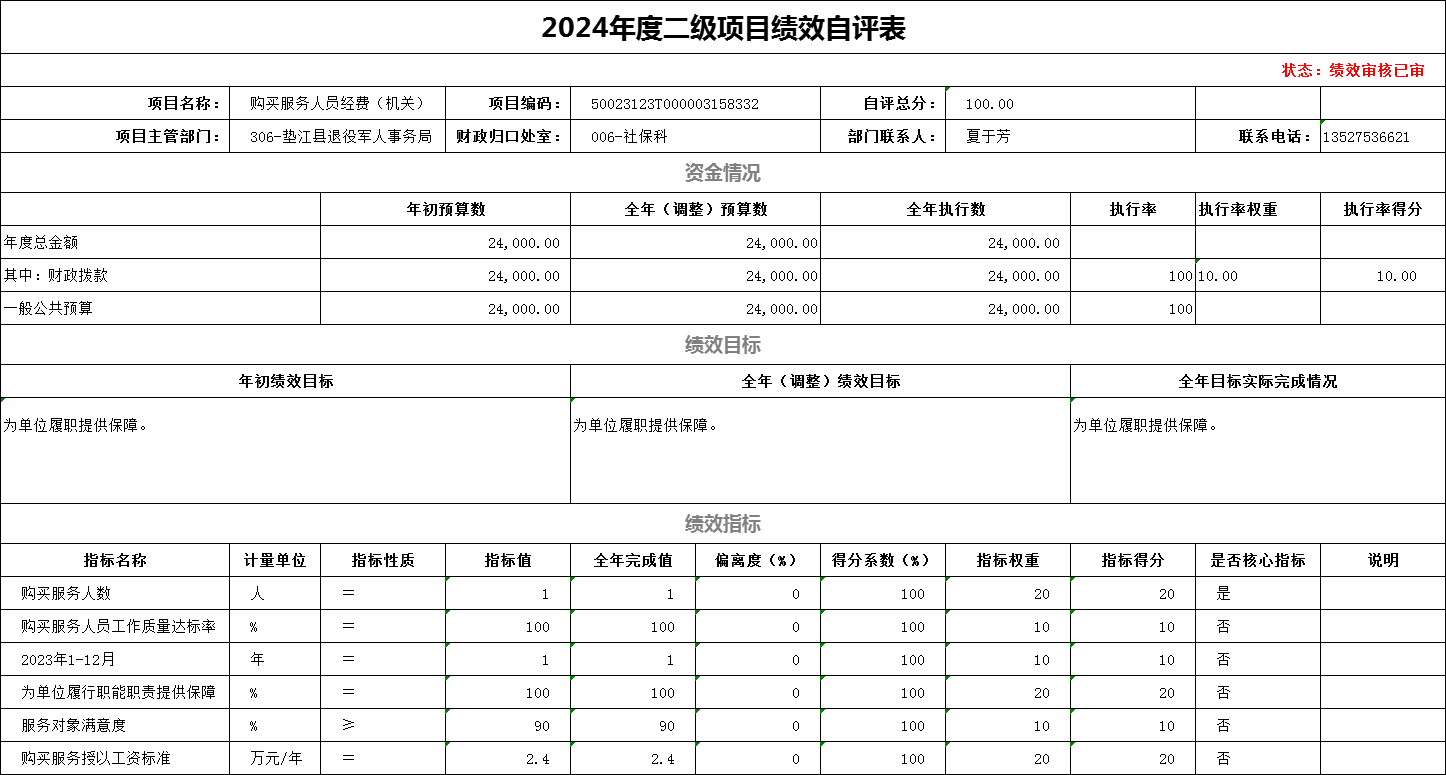 2024年度二级项目绩效自评表
状态：绩效审核已审
项目名称： 购买服务人员经费（机关） 项目编码： 50023123T000003158332 自评总分： 100.00
项目主管部门： 306-垫江县退役军人事务局 财政归口处室： 006-社保科 部门联系人： 夏于芳 联系电话： 13527536621
资金情况
年初预算数 全年（调整）预算数 全年执行数 执行率 执行率权重 执行率得分
年度总金额 24,000.00 24,000.00 24,000.00
其中：财政拨款 24,000.00 24,000.00 24,000.00 100 10.00 10.00
一般公共预算 24,000.00 24,000.00 24,000.00 100
绩效目标
年初绩效目标 全年（调整）绩效目标 全年目标实际完成情况
为单位履职提供保障。 为单位履职提供保障。 为单位履职提供保障。
绩效指标
指标名称 计量单位 指标性质 指标值 全年完成值 偏离度（%） 得分系数（%） 指标权重 指标得分 是否核心指标 说明
购买服务人数 人 ＝ 1 1 0 100 20 20 是
购买服务人员工作质量达标率 % ＝ 100 100 0 100 10 10 否
2023年1-12月 年 ＝ 1 1 0 100 10 10 否
为单位履行职能职责提供保障 % ＝ 100 100 0 100 20 20 否
服务对象满意度 % ≥ 90 90 0 100 10 10 否
购买服务授以工资标准 万元/年 ＝ 2.4 2.4 0 100 20 20 否